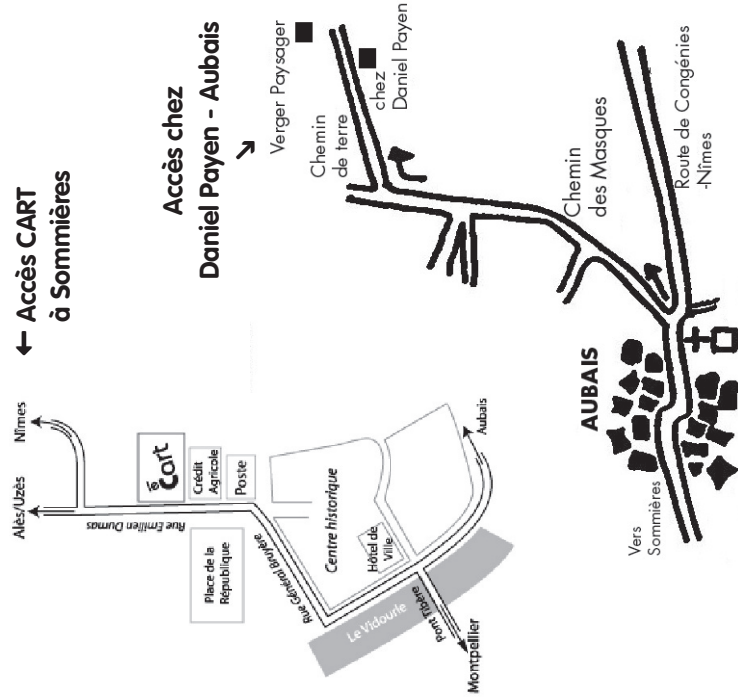 ← Accès CART
à Sommières
Alès/Uzès
Nîmes
Rue Emilien Dumas
le
Cart
Crédit
Agricole
Poste
Place de la
République
Rue Général Bruyère
Centre historique
Hôtel de
Ville
Le Vidourle
Pont Tibère
Aubais
Montpellier
Accès chez
Daniel Payen - Aubais
Verger Paysager
Chemin
de terre
chez
Daniel Payen
Chemin
des Masques
Route de Congénies
-Nîmes
AUBAIS
Vers
Sommières